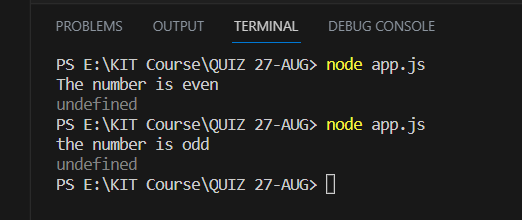 PROBLEMS OUTPUT TERMINAL DEBUG CONSOLE
PS E:\KIT Course\QUIZ 27-AUG> node app.js
The number is even
undefined
PS E:\KIT Course\QUIZ 27-AUG> node app.js
the number is odd
undefined
PS E:\KIT Course\QUIZ 27-AUG>